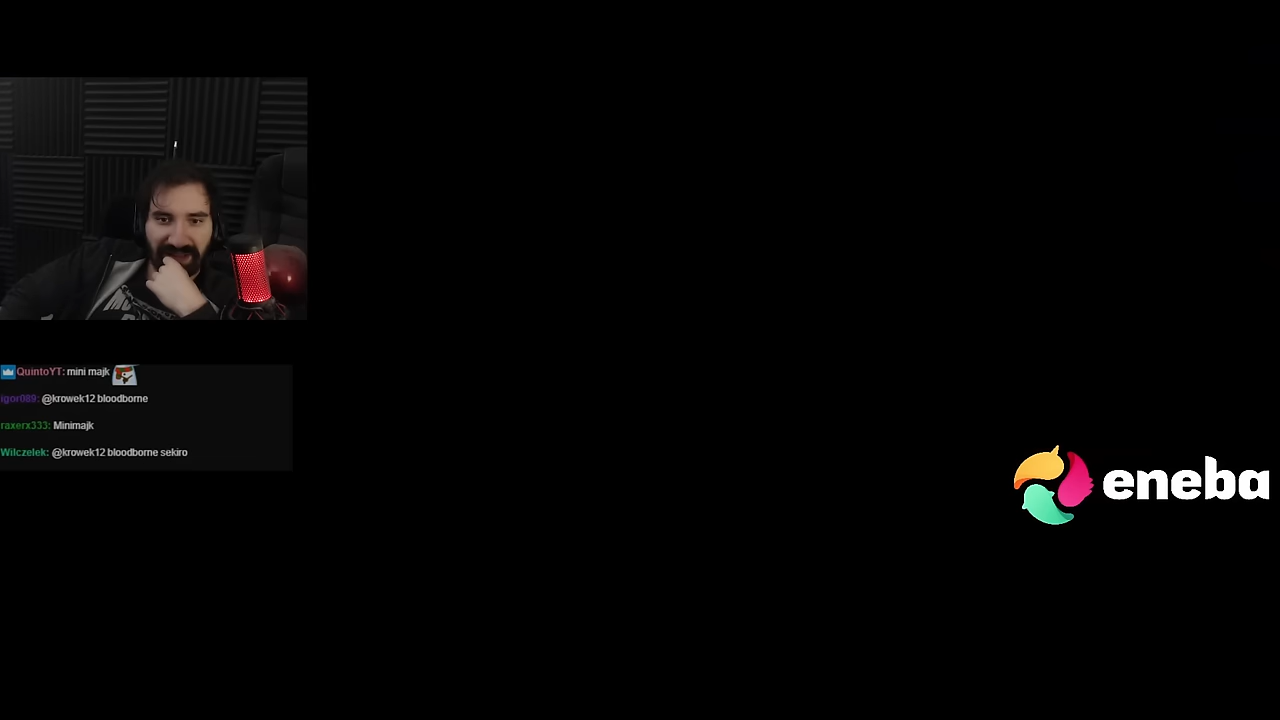 QuintoYT: mini majk
igor089: @krowek12 bloodborne
raxerx333: Minimajk
Wilczelek: @krowek12 bloodborne sekiro
eneba